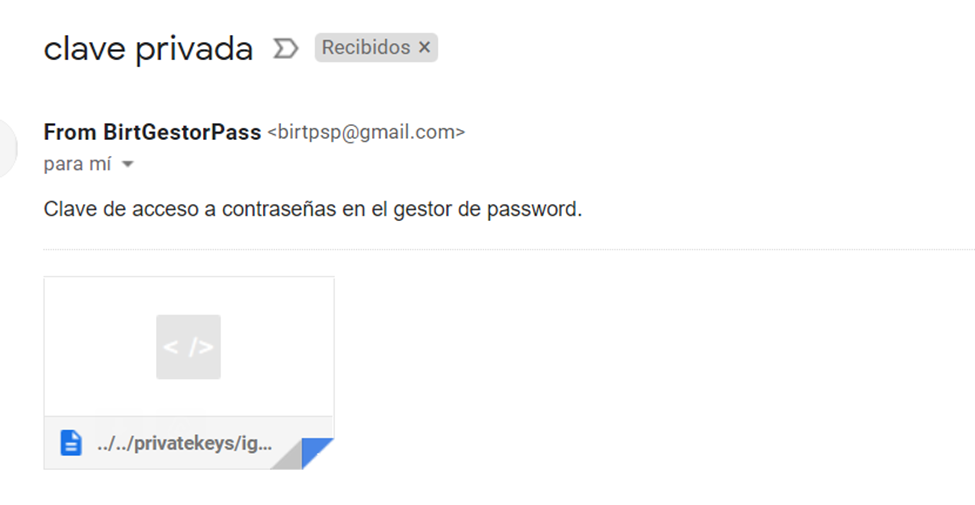 clave privada Recibidos ×
From BirtGestorPass <birtpsp@gmail.com>
para mí
Clave de acceso a contraseñas en el gestor de password.
< />
../../privatekeys/ig...